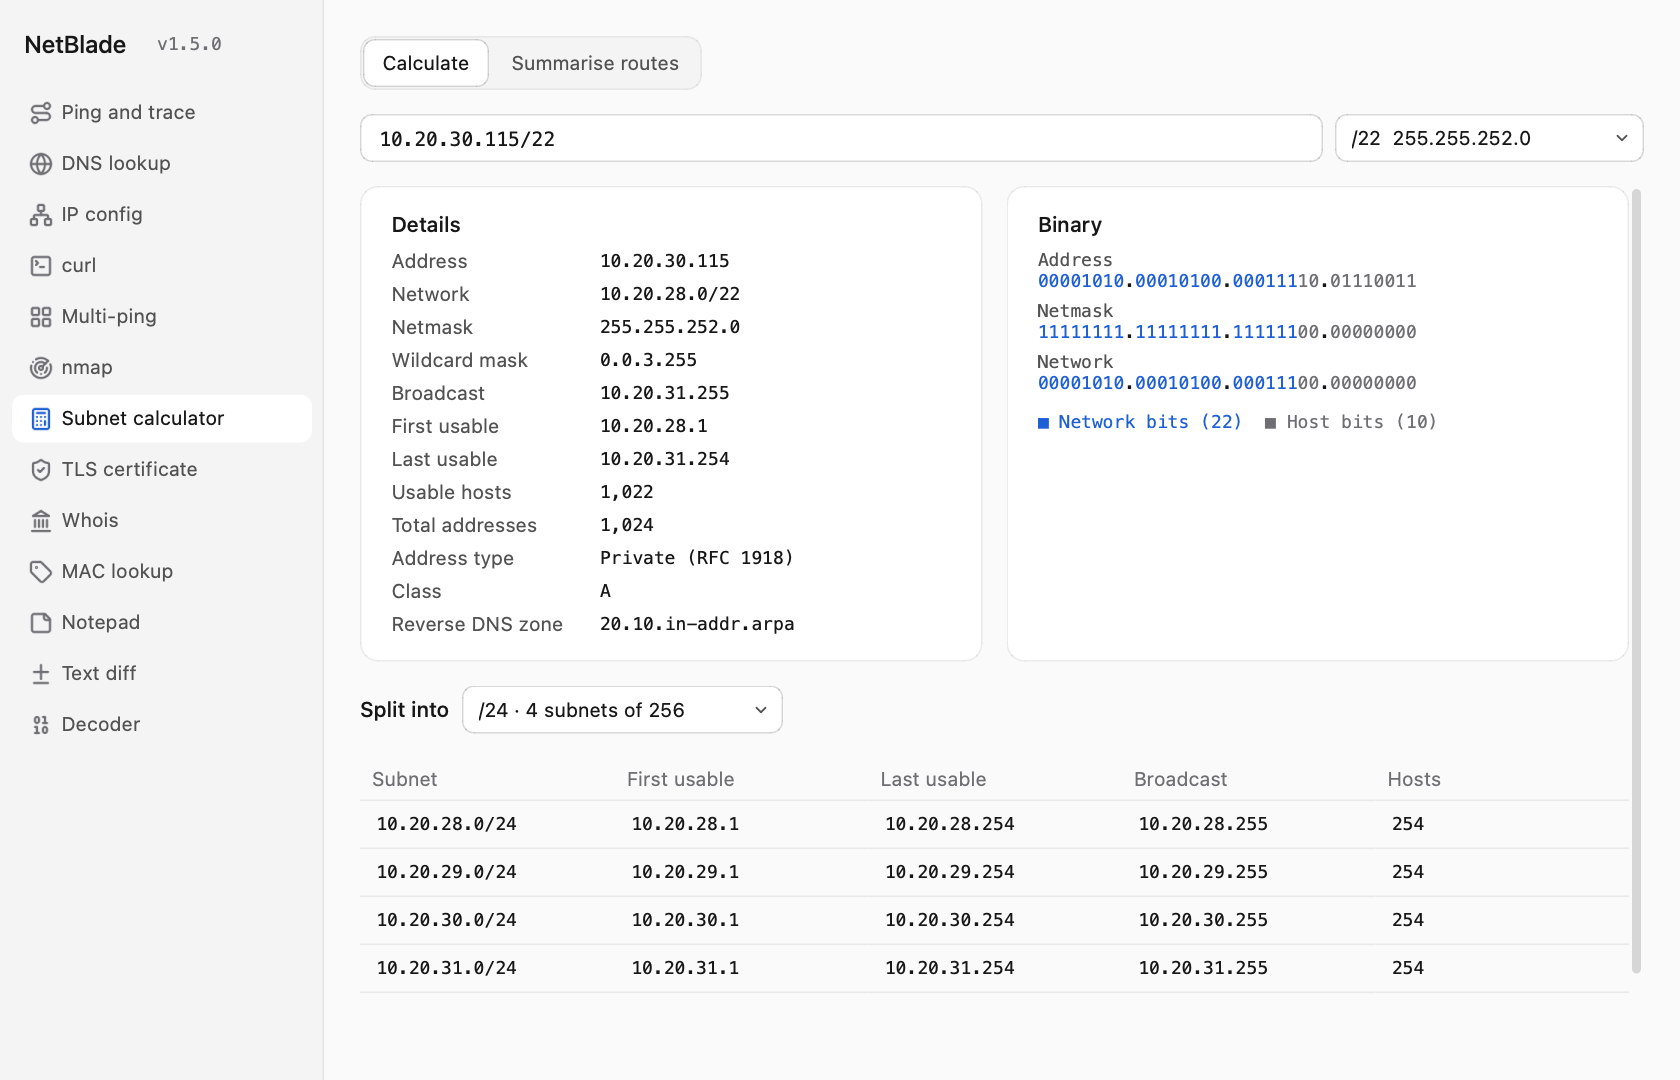 NetBlade v1.5.0
Ping and trace
DNS lookup
IP config
curl
Multi-ping
nmap
Subnet calculator
TLS certificate
Whois
MAC lookup
Notepad
Text diff
Decoder
Calculate Summarise routes
10.20.30.115/22 /22 255.255.252.0
Details
Address 10.20.30.115
Network 10.20.28.0/22
Netmask 255.255.252.0
Wildcard mask 0.0.3.255
Broadcast 10.20.31.255
First usable 10.20.28.1
Last usable 10.20.31.254
Usable hosts 1,022
Total addresses 1,024
Address type Private (RFC 1918)
Class A
Reverse DNS zone 20.10.in-addr.arpa
Binary
Address
00001010.00010100.00011110.01110011
Netmask
11111111.11111111.11111100.00000000
Network
00001010.00010100.00011100.00000000
Network bits (22) Host bits (10)
Split into /24 · 4 subnets of 256
Subnet First usable Last usable Broadcast Hosts
10.20.28.0/24 10.20.28.1 10.20.28.254 10.20.28.255 254
10.20.29.0/24 10.20.29.1 10.20.29.254 10.20.29.255 254
10.20.30.0/24 10.20.30.1 10.20.30.254 10.20.30.255 254
10.20.31.0/24 10.20.31.1 10.20.31.254 10.20.31.255 254